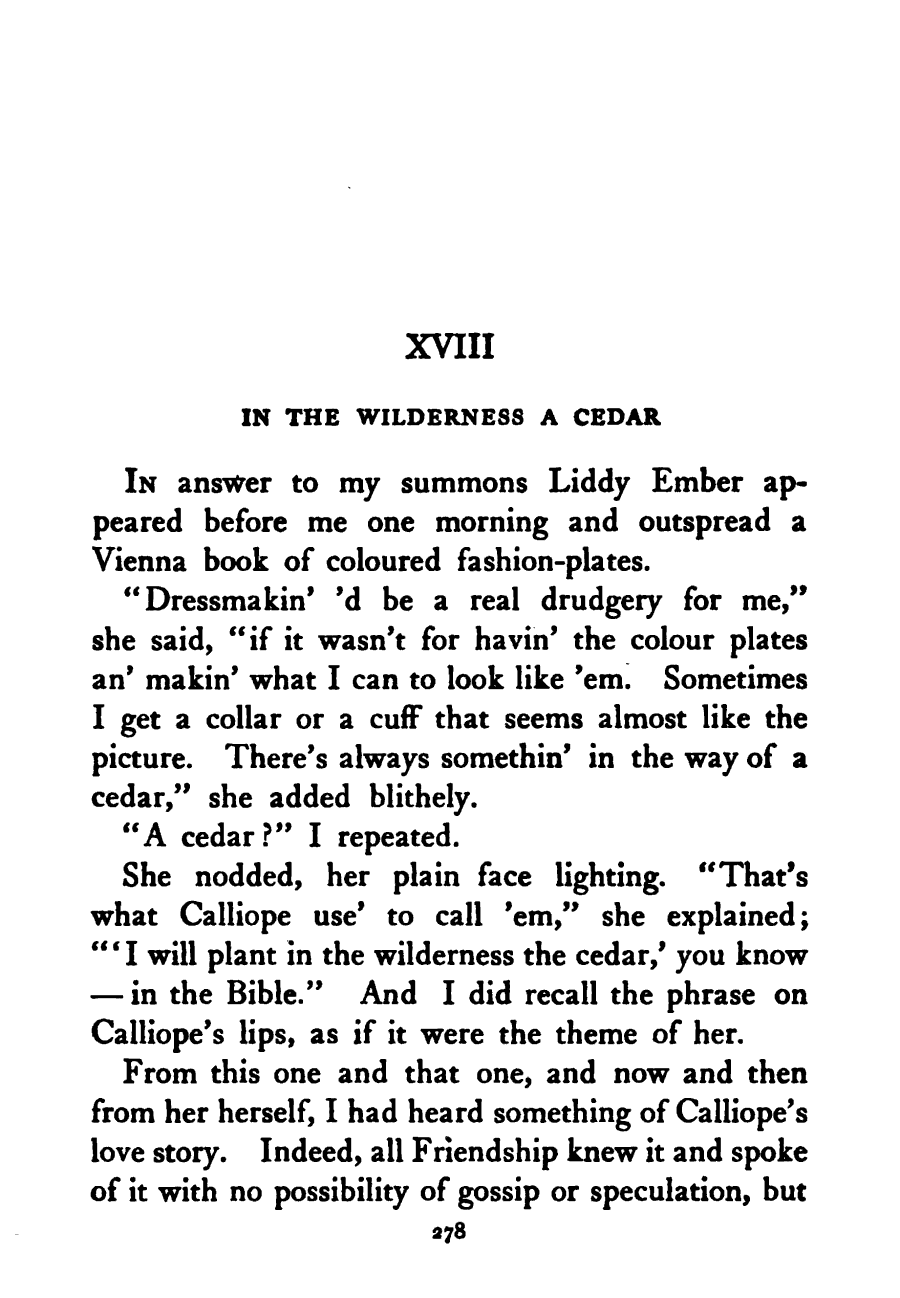 XVIII
IN THE WILDERNESS A CEDAR
In answer to my summons Liddy Ember ap-
peared before me one morning and outspread a
Vienna book of coloured fashion-plates.
"Dressmakin' 'd be a real drudgery for me,"
she said, "if it wasn't for havin' the colour plates
an' makin' what I can to look like 'em. Sometimes
I get a collar or a cuff that seems almost like the
picture. There's always somethin' in the way of a
cedar," she added blithely.
"A cedar?" I repeated.
She nodded, her plain face lighting. "That's
what Calliope use' to call 'em," she explained;
"'I will plant in the wilderness the cedar,' you know
— in the Bible." And I did recall the phrase on
Calliope's lips, as if it were the theme of her.
From this one and that one, and now and then
from her herself, I had heard something of Calliope's
love story. Indeed, all Friendship knew it and spoke
of it with no possibility of gossip or speculation, but
278